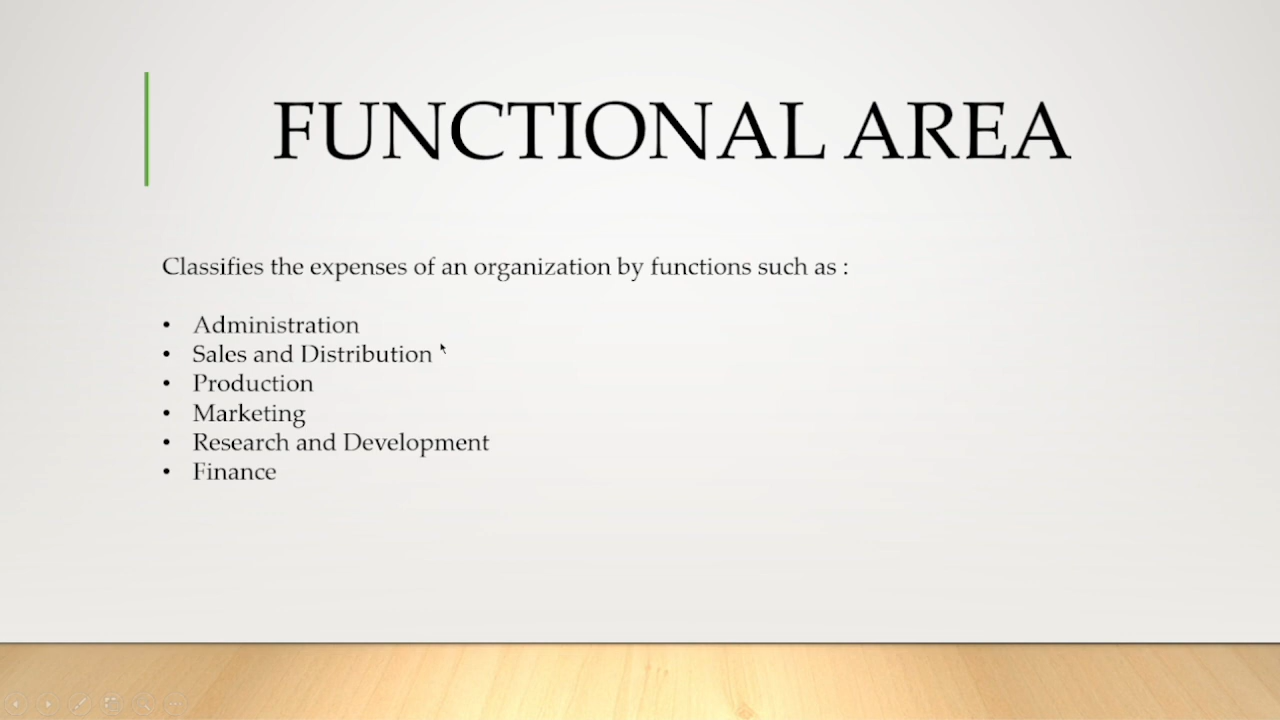 FUNCTIONAL AREA
Classifies the expenses of an organization by functions such as :
• Administration
• Sales and Distribution
• Production
• Marketing
• Research and Development
• Finance